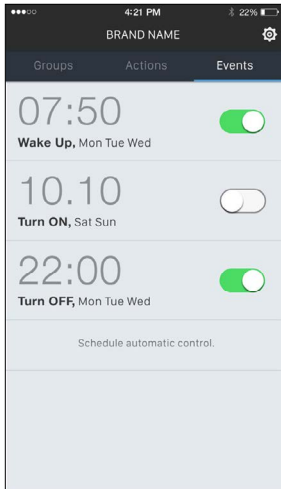 4:21 PM
22%
BRAND NAME
Groups Actions Events
07:50
Wake Up, Mon Tue Wed
10.10
Turn ON, Sat Sun
22:00
Turn OFF, Mon Tue Wed
Schedule automatic control.